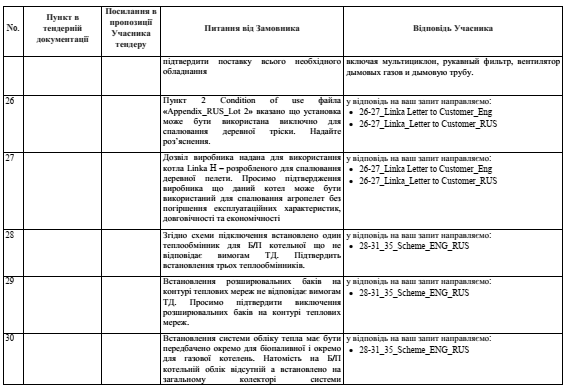 No.
Пункт в
тендерній
документації
Посилання в
пропозиції
Учасника
тендеру
Питання від Замовника
Відповідь Учасника
підтвердити поставку всього необхідного
обладнання
включая мультициклон, рукавный фильтр, вентилятор
дымовых газов и дымовую трубу.
26
Пункт 2 Condition of use файла
«Appendix_RUS_Lot 2» вказано що установка
може бути використана виключно для
спалювання деревної тріски. Надайте
роз’яснення.
у відповідь на ваш запит направляємо:
• 26-27_Linka Letter to Customer_Eng
• 26-27_Linka_Letter to Customer_RUS
27
Дозвіл виробника надана для використання
котла Linka H – розробленого для спалювання
деревної пелети. Просимо підтвердження
виробника що даний котел може бути
використаний для спалювання агропелет без
погіршення експлуатаційних характеристик,
довговічності та економічності
у відповідь на ваш запит направляємо:
• 26-27_Linka Letter to Customer_Eng
• 26-27_Linka_Letter to Customer_RUS
28
Згідно схеми підключення встановлено один
теплообмінник для Б/П котельної що не
відповідає вимогам ТД. Підтвердить
встановлення трьох теплообмінників.
у відповідь на ваш запит направляємо:
• 28-31_35_Scheme_ENG_RUS
29
Встановлення розширювальних баків на
контурі теплових мереж не відповідає вимогам
ТД. Просимо підтвердити виключення
розширювальних баків на контурі теплових
мереж.
у відповідь на ваш запит направляємо:
• 28-31_35_Scheme_ENG_RUS
30
Встановлення системи обліку тепла має бути
передбачено окремо для біопаливної і окремо
для газової котелень. Натомість на Б/П
котельній облік відсутній а встановлено на
загальному колекторі системи
у відповідь на ваш запит направляємо:
• 28-31_35_Scheme_ENG_RUS